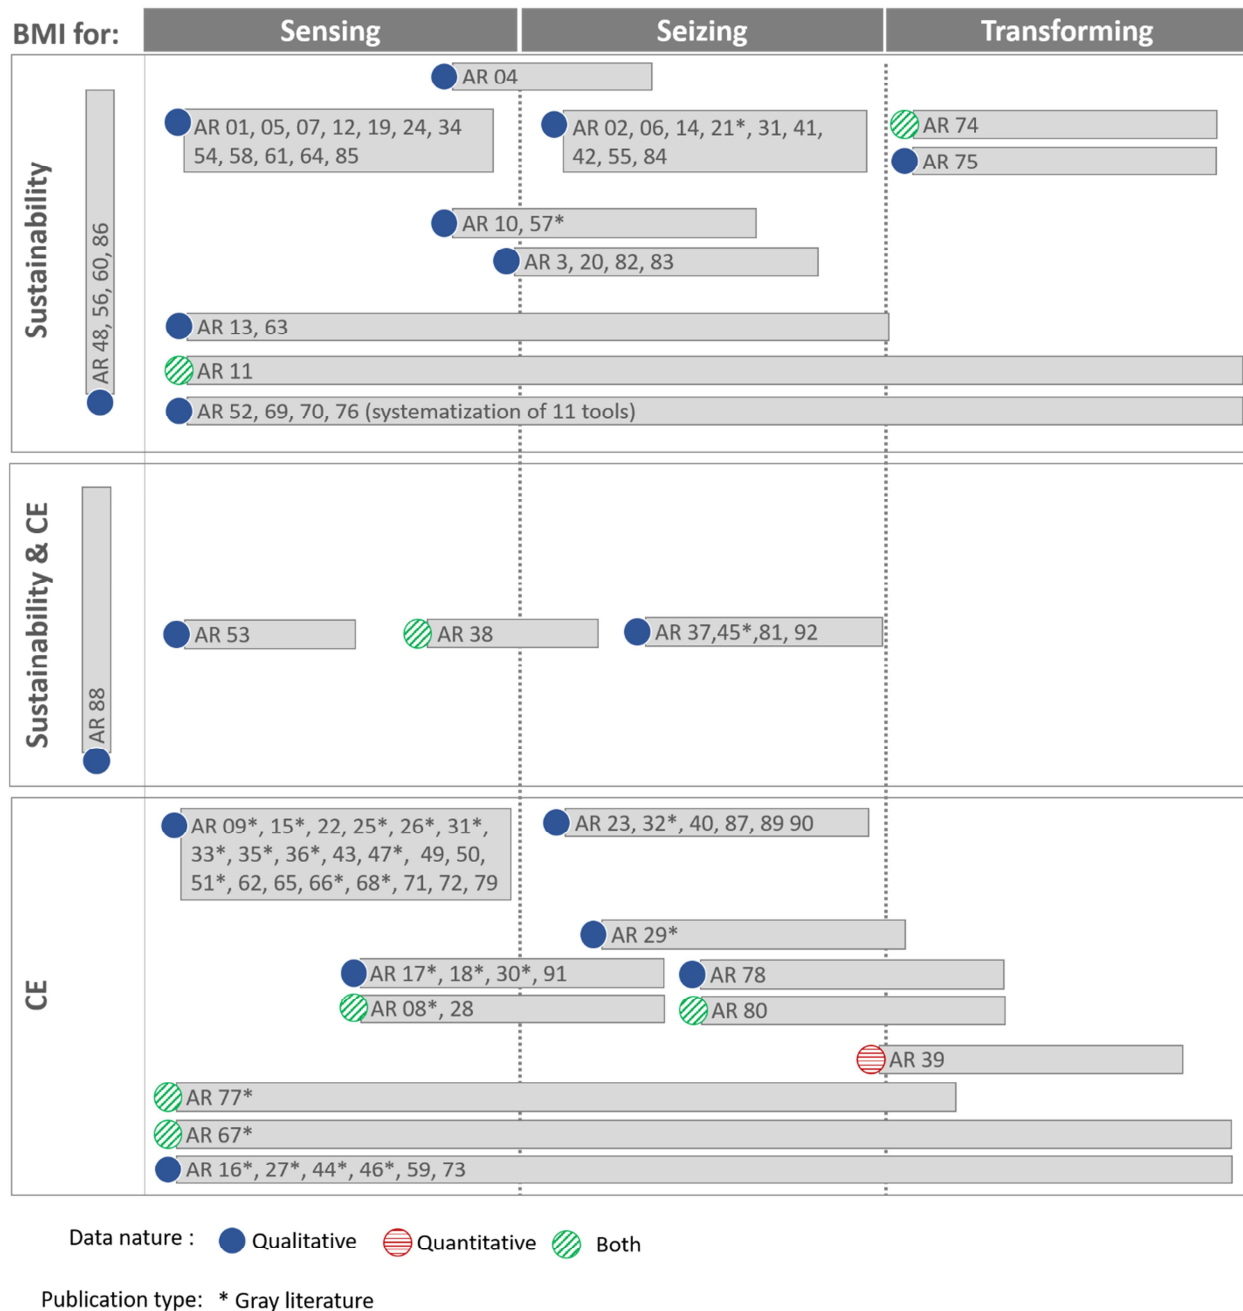 BMI for:
Sensing
Seizing
Transforming
Sustainability
AR 48, 56, 60, 86
AR 04
AR 01, 05, 07, 12, 19, 24, 34
54, 58, 61, 64, 85
AR 02, 06, 14, 21*, 31, 41,
42, 55, 84
AR 74
AR 75
AR 10, 57*
AR 3, 20, 82, 83
AR 13, 63
AR 11
AR 52, 69, 70, 76 (systematization of 11 tools)
Sustainability & CE
AR 88
AR 53
AR 38
AR 37,45*,81, 92
CE
AR 09*, 15*, 22, 25*, 26*, 31*,
33*, 35*, 36*, 43, 47*, 49, 50,
51*, 62, 65, 66*, 68*, 71, 72, 79
AR 23, 32*, 40, 87, 89 90
AR 29*
AR 17*, 18*, 30*, 91
AR 78
AR 08*, 28
AR 80
AR 39
AR 77*
AR 67*
AR 16*, 27*, 44*, 46*, 59, 73
Data nature : Qualitative Quantitative Both
Publication type: * Gray literature